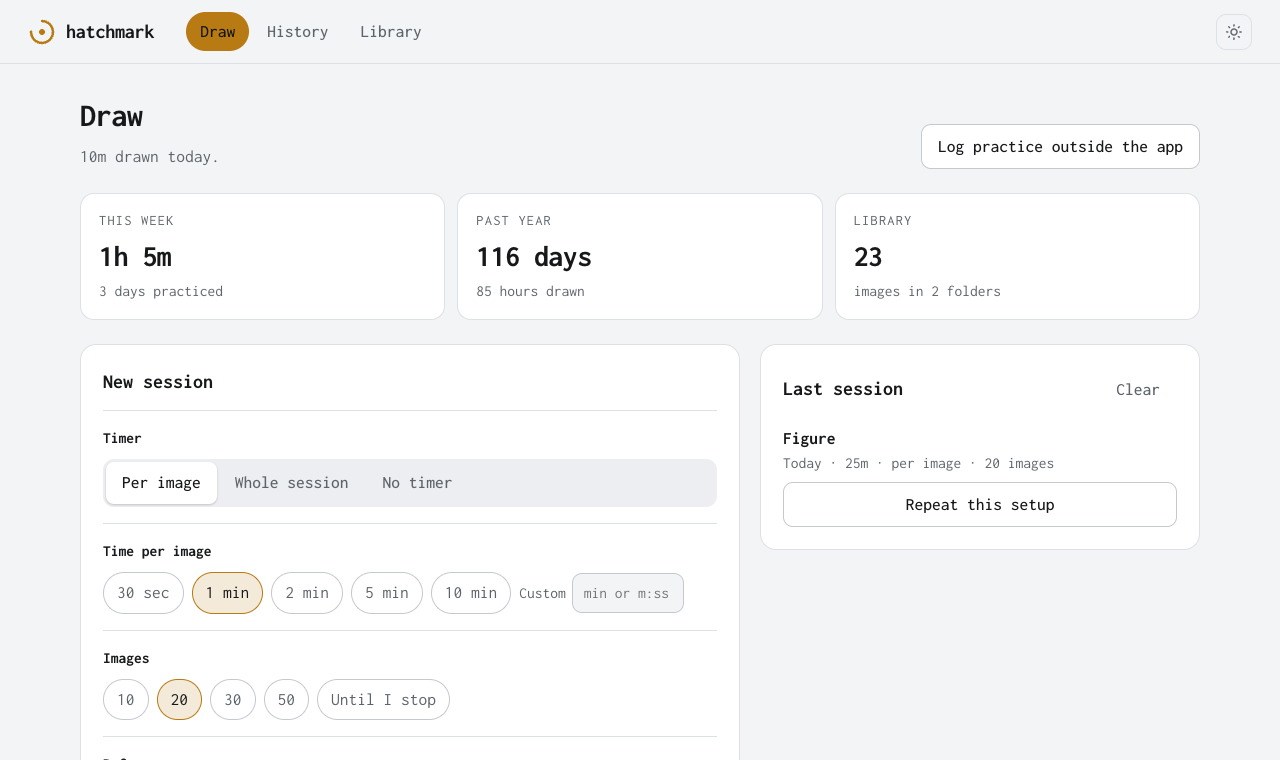 hatchmark Draw History Library
Draw
10m drawn today.
Log practice outside the app
THIS WEEK
1h 5m
3 days practiced
PAST YEAR
116 days
85 hours drawn
LIBRARY
23
images in 2 folders
New session
Timer
Per image Whole session No timer
Time per image
30 sec 1 min 2 min 5 min 10 min Custom min or m:ss
Images
10 20 30 50 Until I stop
Last session Clear
Figure
Today · 25m · per image · 20 images
Repeat this setup